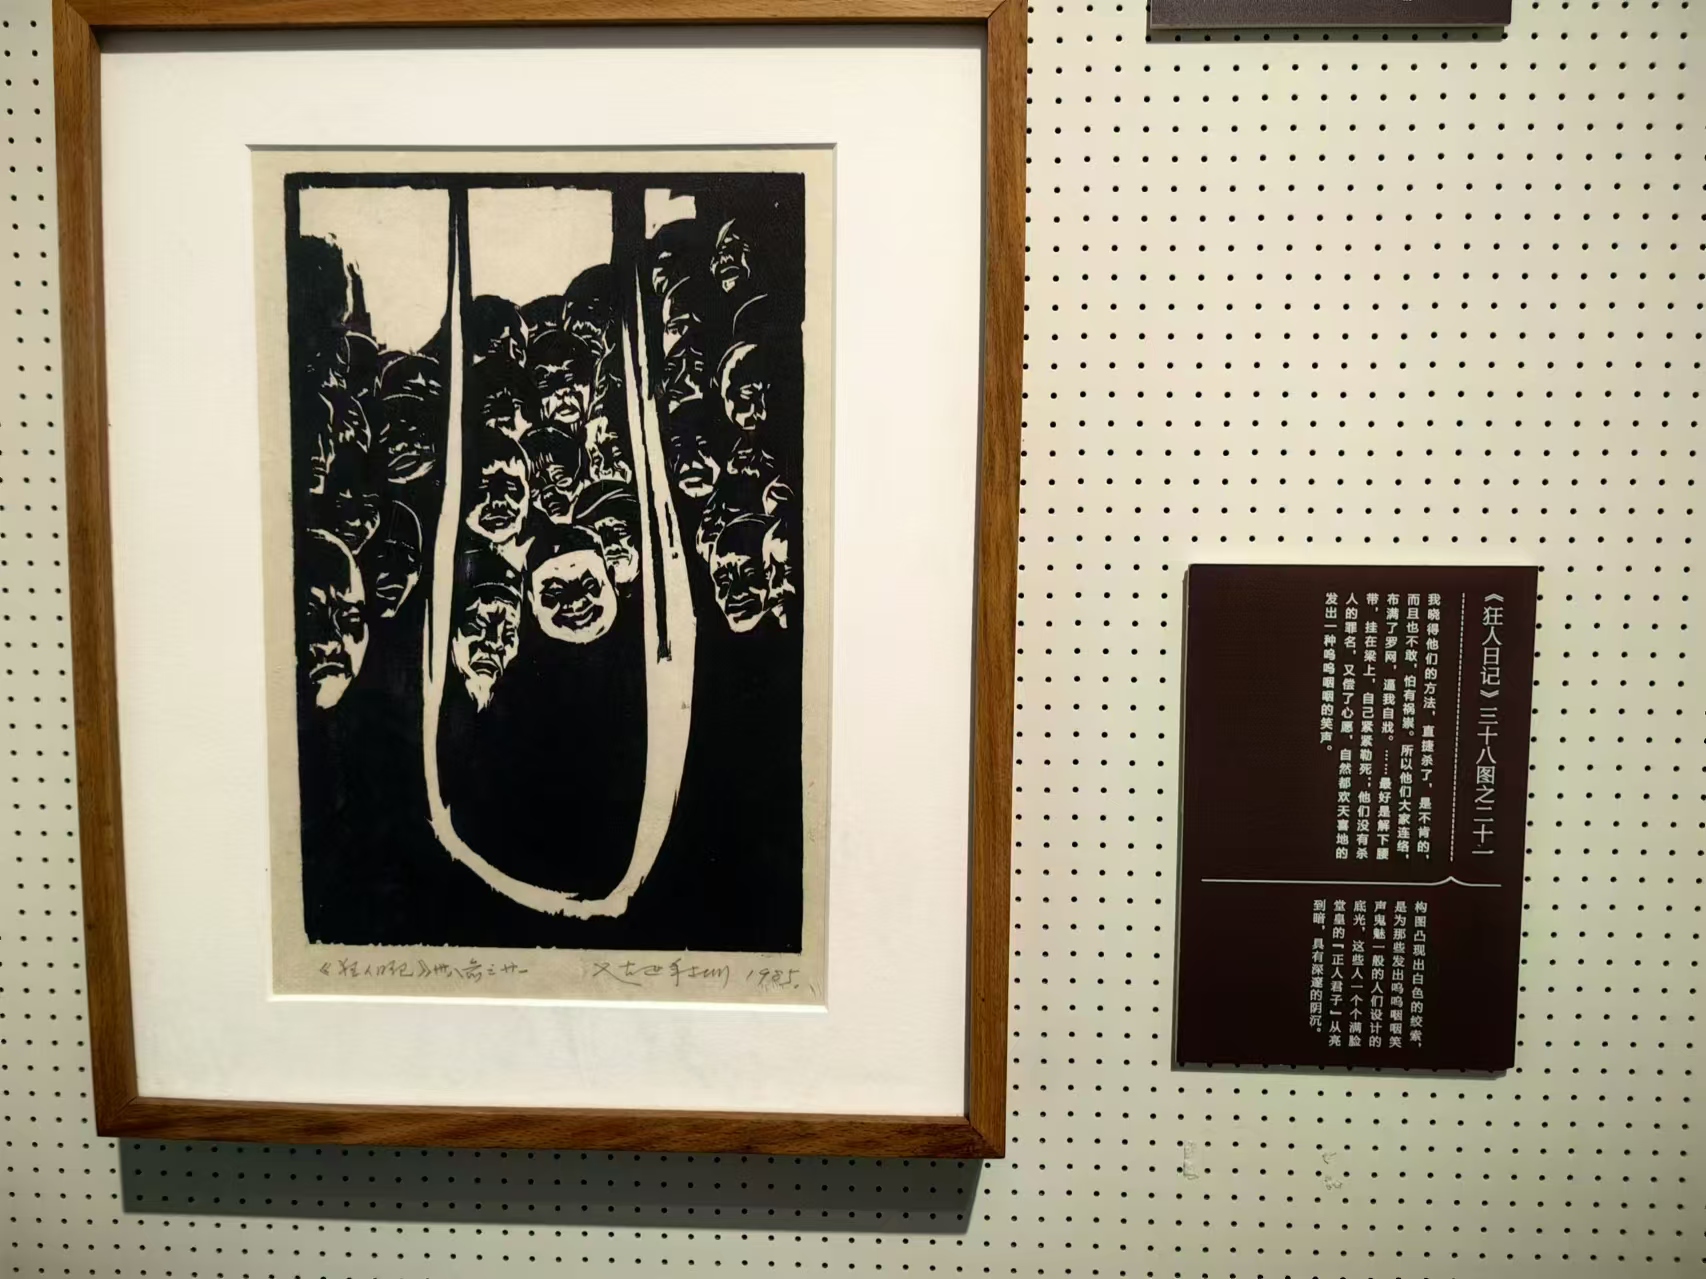 《狂人日记》三十八图之二十一
我晓得他们的方法，直捷杀了，是不肯的，
而且也不敢，怕有祸祟。所以他们大家连络，
布满了罗网，逼我自戕。……最好是解下腰
带，挂在梁上，自己紧紧勒死；他们没有杀
人的罪名，又偿了心愿，自然都欢天喜地的
发出一种呜呜咽咽的笑声。
构图凸现出白色的绞索，
是为那些发出呜呜咽咽笑
声鬼魅一般的人们设计的
底光，这些人一个个满脸
堂皇的“正人君子”从亮
到暗，具有深邃的阴沉。
《狂人日记》卅八图之廿一
1985.